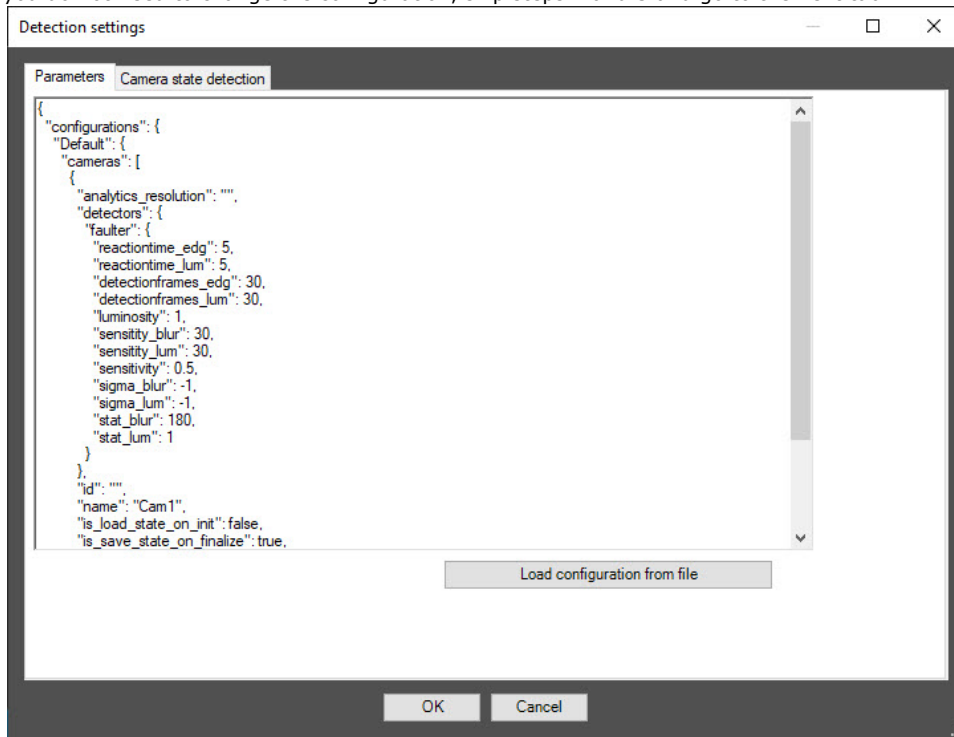 Detection settings
Parameters Camera state detection
{
"configurations": {
"Default": {
"cameras": [
{
"analytics_resolution": "",
"detectors": {
"faulter": {
"reactiontime_edg": 5,
"reactiontime_lum": 5,
"detectionframes_edg": 30,
"detectionframes_lum": 30,
"luminosity": 1,
"sensitity_blur": 30,
"sensitity_lum": 30,
"sensitivity": 0.5,
"sigma_blur": -1,
"sigma_lum": -1,
"stat_blur": 180,
"stat_lum": 1
}
},
"id": "",
"name": "Cam1",
"is_load_state_on_init": false,
"is_save_state_on_finalize": true,
Load configuration from file
OK Cancel